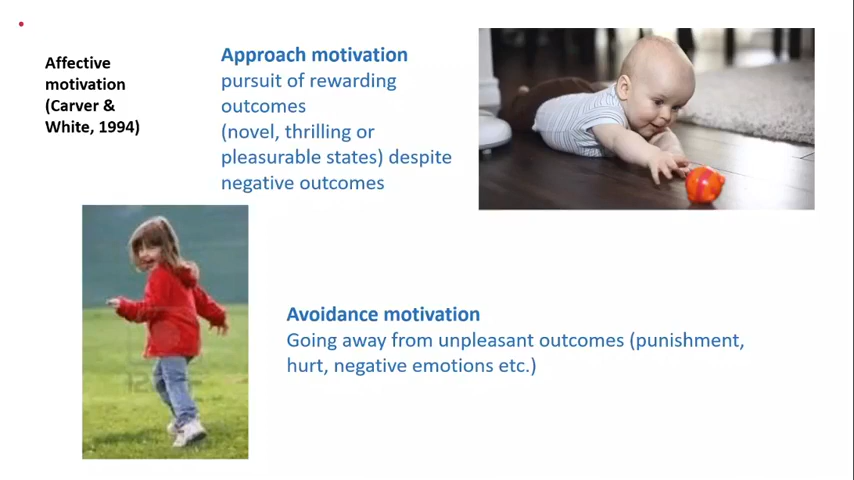 Affective
motivation
(Carver &
White, 1994)
Approach motivation
pursuit of rewarding
outcomes
(novel, thrilling or
pleasurable states) despite
negative outcomes
Avoidance motivation
Going away from unpleasant outcomes (punishment,
hurt, negative emotions etc.)